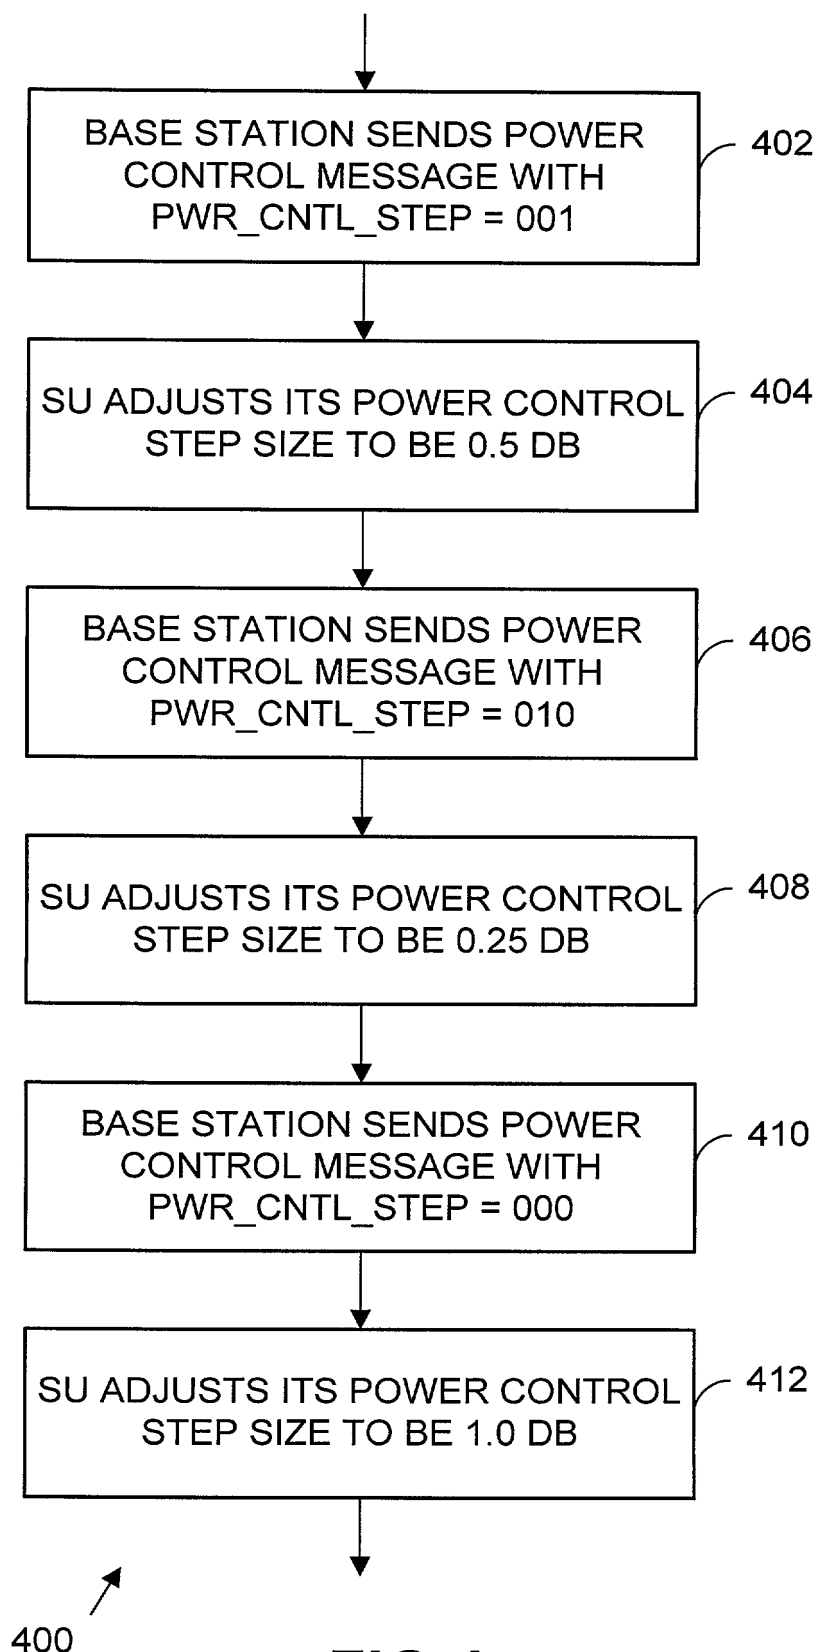 BASE STATION SENDS POWER
CONTROL MESSAGE WITH
PWR_CNTL_STEP = 001
402
SU ADJUSTS ITS POWER CONTROL
STEP SIZE TO BE 0.5 DB
404
BASE STATION SENDS POWER
CONTROL MESSAGE WITH
PWR_CNTL_STEP = 010
406
SU ADJUSTS ITS POWER CONTROL
STEP SIZE TO BE 0.25 DB
408
BASE STATION SENDS POWER
CONTROL MESSAGE WITH
PWR_CNTL_STEP = 000
410
SU ADJUSTS ITS POWER CONTROL
STEP SIZE TO BE 1.0 DB
412
400